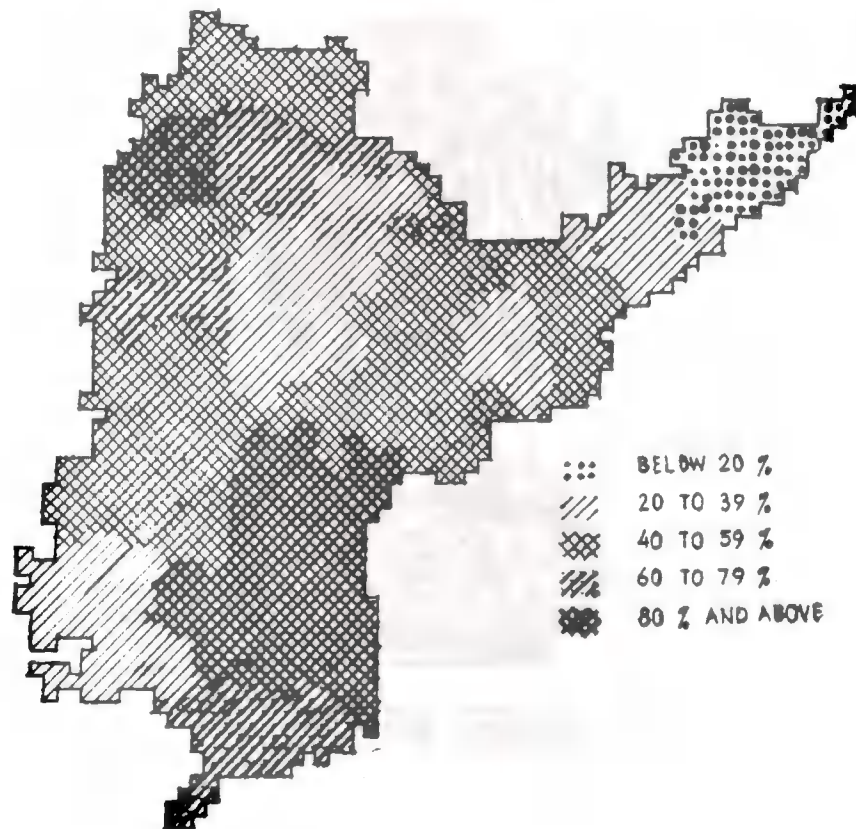 BELOW 20 %
20 TO 39 %
40 TO 59 %
60 TO 79 %
80 % AND ABOVE